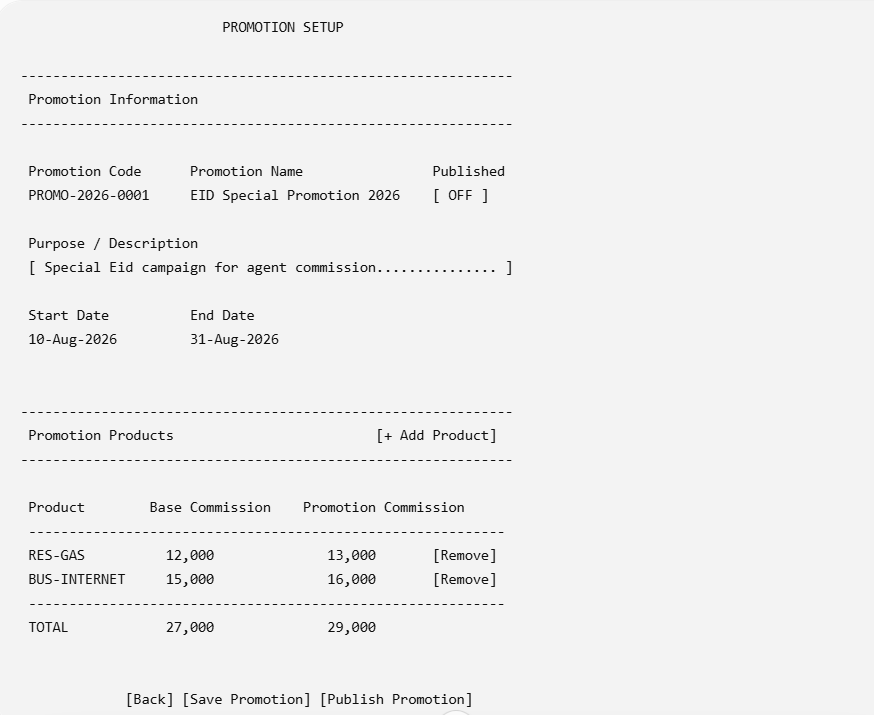 PROMOTION SETUP
-------------------------------------------------------------
Promotion Information
-------------------------------------------------------------
Promotion Code      Promotion Name                Published
PROMO-2026-0001     EID Special Promotion 2026    [ OFF ]
Purpose / Description
[ Special Eid campaign for agent commission............... ]
Start Date          End Date
10-Aug-2026         31-Aug-2026
-------------------------------------------------------------
Promotion Products                         [+ Add Product]
-------------------------------------------------------------
Product        Base Commission    Promotion Commission
-----------------------------------------------------------
RES-GAS          12,000              13,000       [Remove]
BUS-INTERNET     15,000              16,000       [Remove]
-----------------------------------------------------------
TOTAL            27,000              29,000
[Back] [Save Promotion] [Publish Promotion]